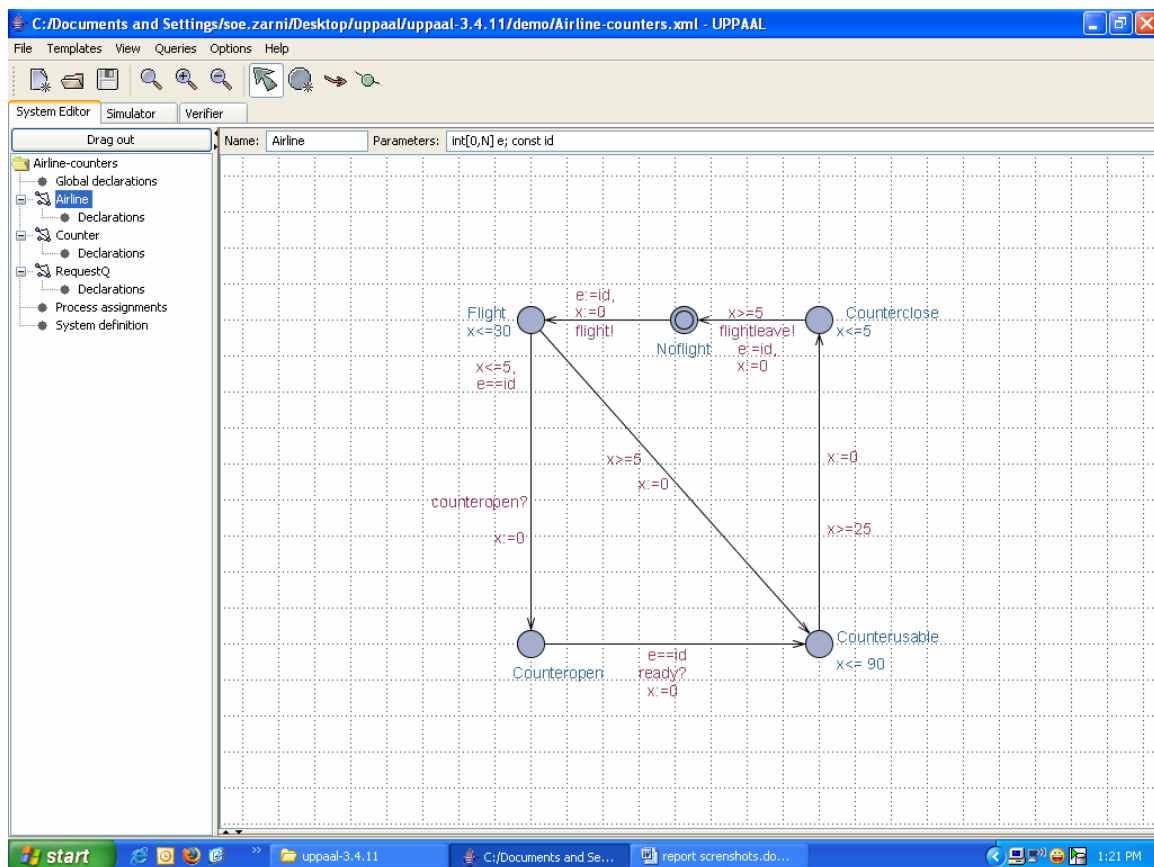 C:/Documents and Settings/soe.zarni/Desktop/uppaal/uppaal-3.4.11/demo/Airline-counters.xml - UPPAAL
File Templates View Queries Options Help
System Editor Simulator Verifier
Drag out
Name: Airline Parameters: int[0,N] e; const id
Airline-counters
Global declarations
Airline
Declarations
Counter
Declarations
RequestQ
Declarations
Process assignments
System definition
Flight
x<=30
e:=id,
x:=0
flight!
Noflight
x>=5
flightleave!
e:=id,
x:=0
Counterclose
x<=5
x<=5,
e==id
counteropen?
x:=0
x>=5
x:=0
x:=0
x>=25
Counteropen
e==id
ready?
x:=0
Counterusable
x<= 90
start
»
uppaal-3.4.11
C:/Documents and Se...
report screnshots.do...
1:21 PM